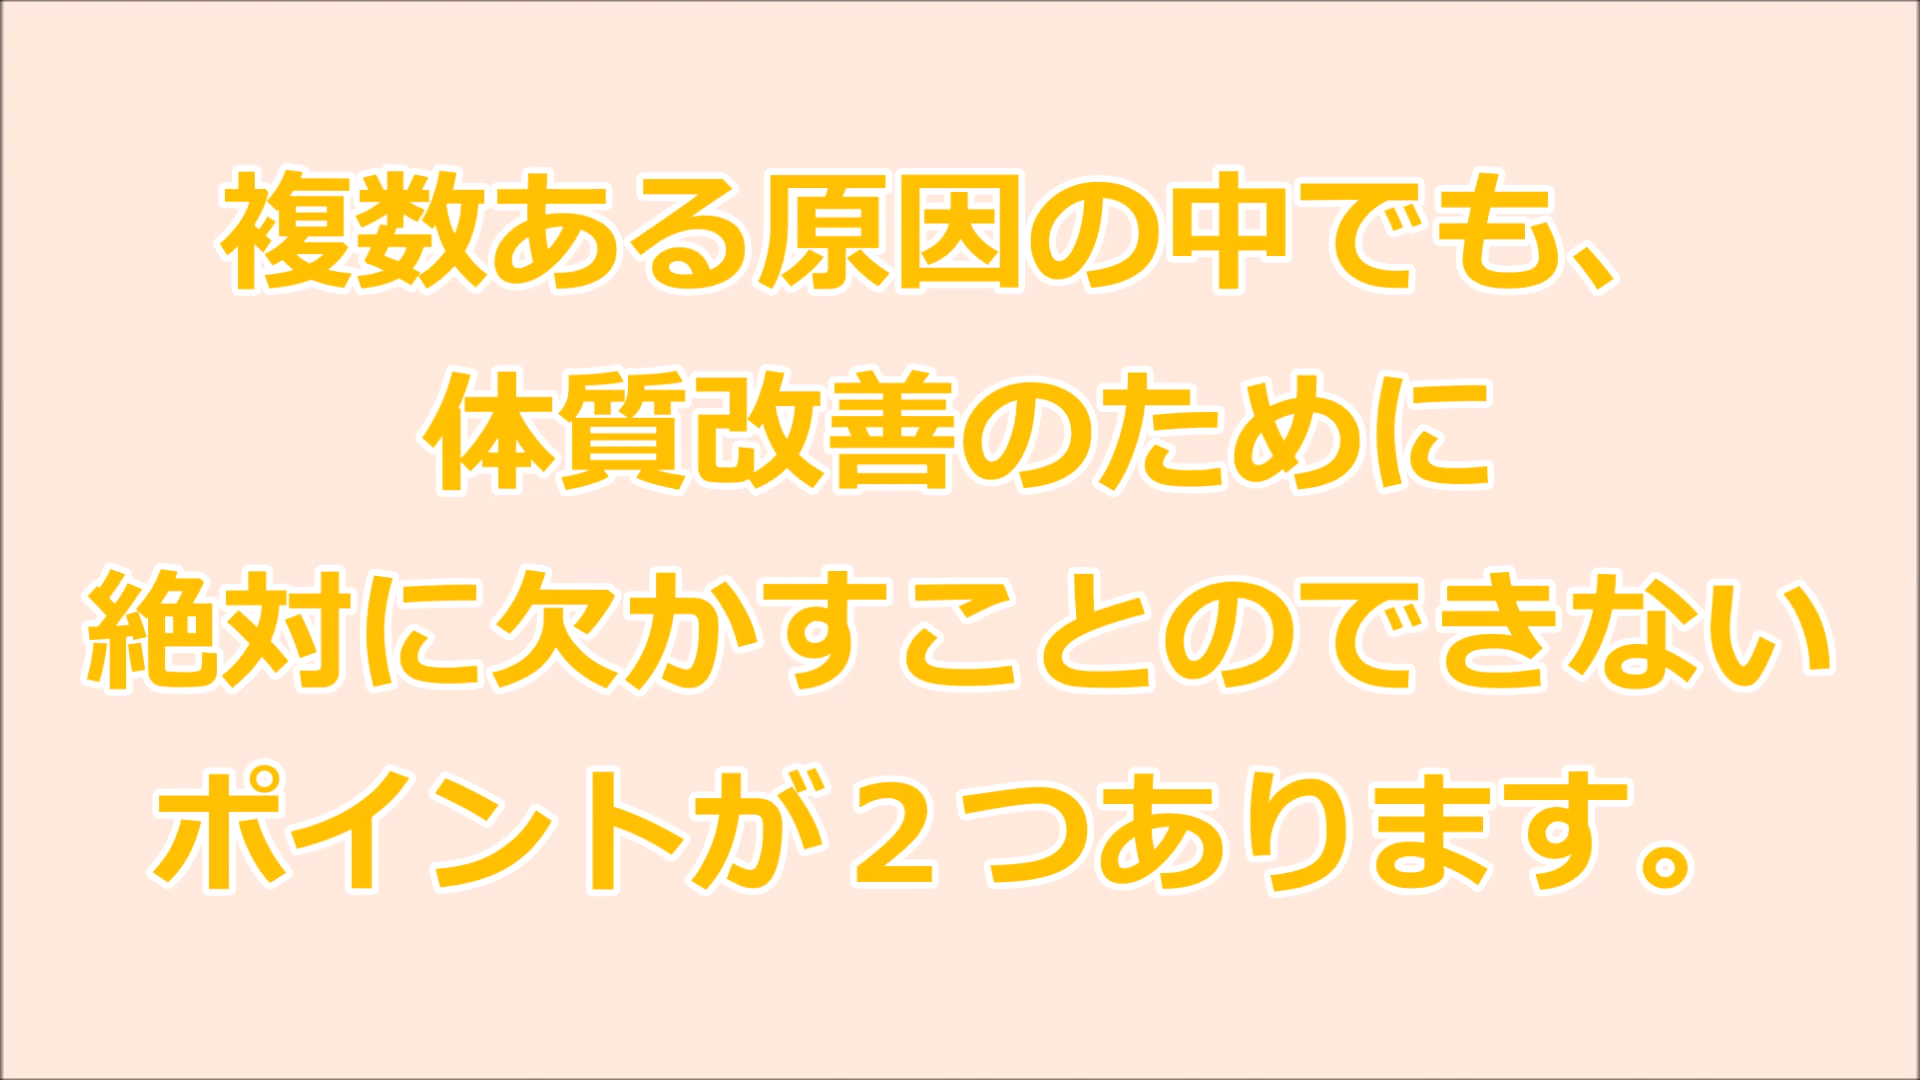 複数ある原因の中でも、
体質改善のために
絶対に欠かすことのできない
ポイントが２つあります。